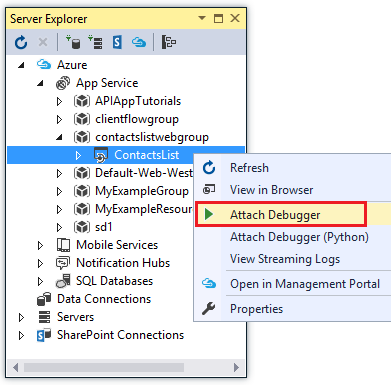 Server Explorer
Azure
App Service
APIAppTutorials
clientflowgroup
contactslistwebgroup
ContactsList
Default-Web-West
MyExampleGroup
MyExampleResour
sd1
Mobile Services
Notification Hubs
SQL Databases
Data Connections
Servers
SharePoint Connections
Refresh
View in Browser
Attach Debugger
Attach Debugger (Python)
View Streaming Logs
Open in Management Portal
Properties